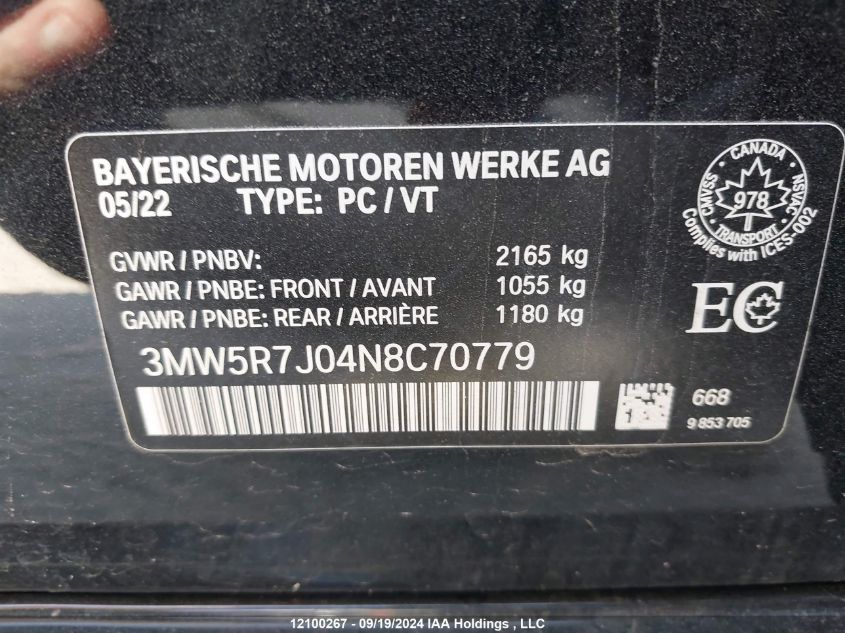 BAYERISCHE MOTOREN WERKE AG
05/22 TYPE: PC / VT
GVWR / PNBV: 2165 kg
GAWR / PNBE: FRONT / AVANT 1055 kg
GAWR / PNBE: REAR / ARRIÈRE 1180 kg
3MW5R7J04N8C70779
CANADA
CMVSS 978 NSVAC
TRANSPORT
Complies with ICES-002
EC
1
668
9 853 705
12100267 - 09/19/2024 IAA Holdings , LLC